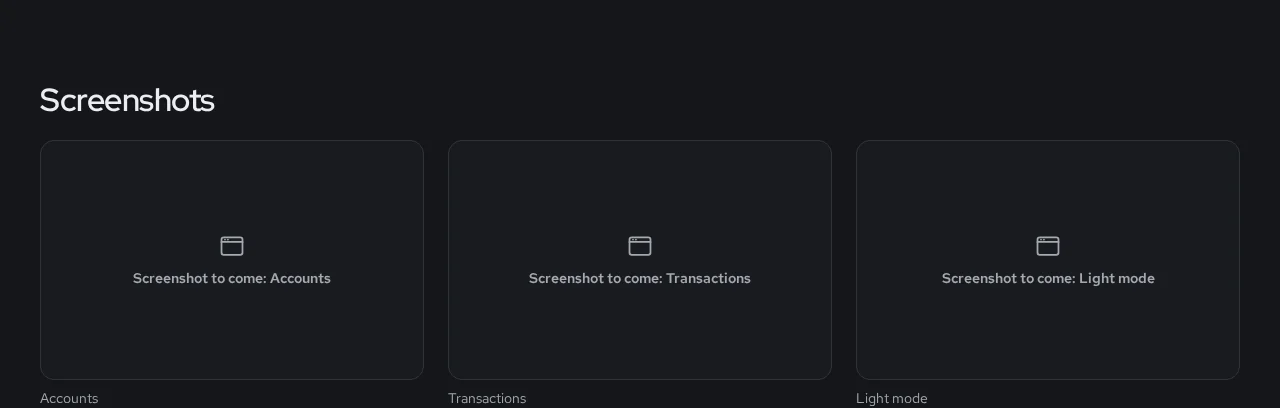 Screenshots
Screenshot to come: Accounts
Screenshot to come: Transactions
Screenshot to come: Light mode
Accounts
Transactions
Light mode